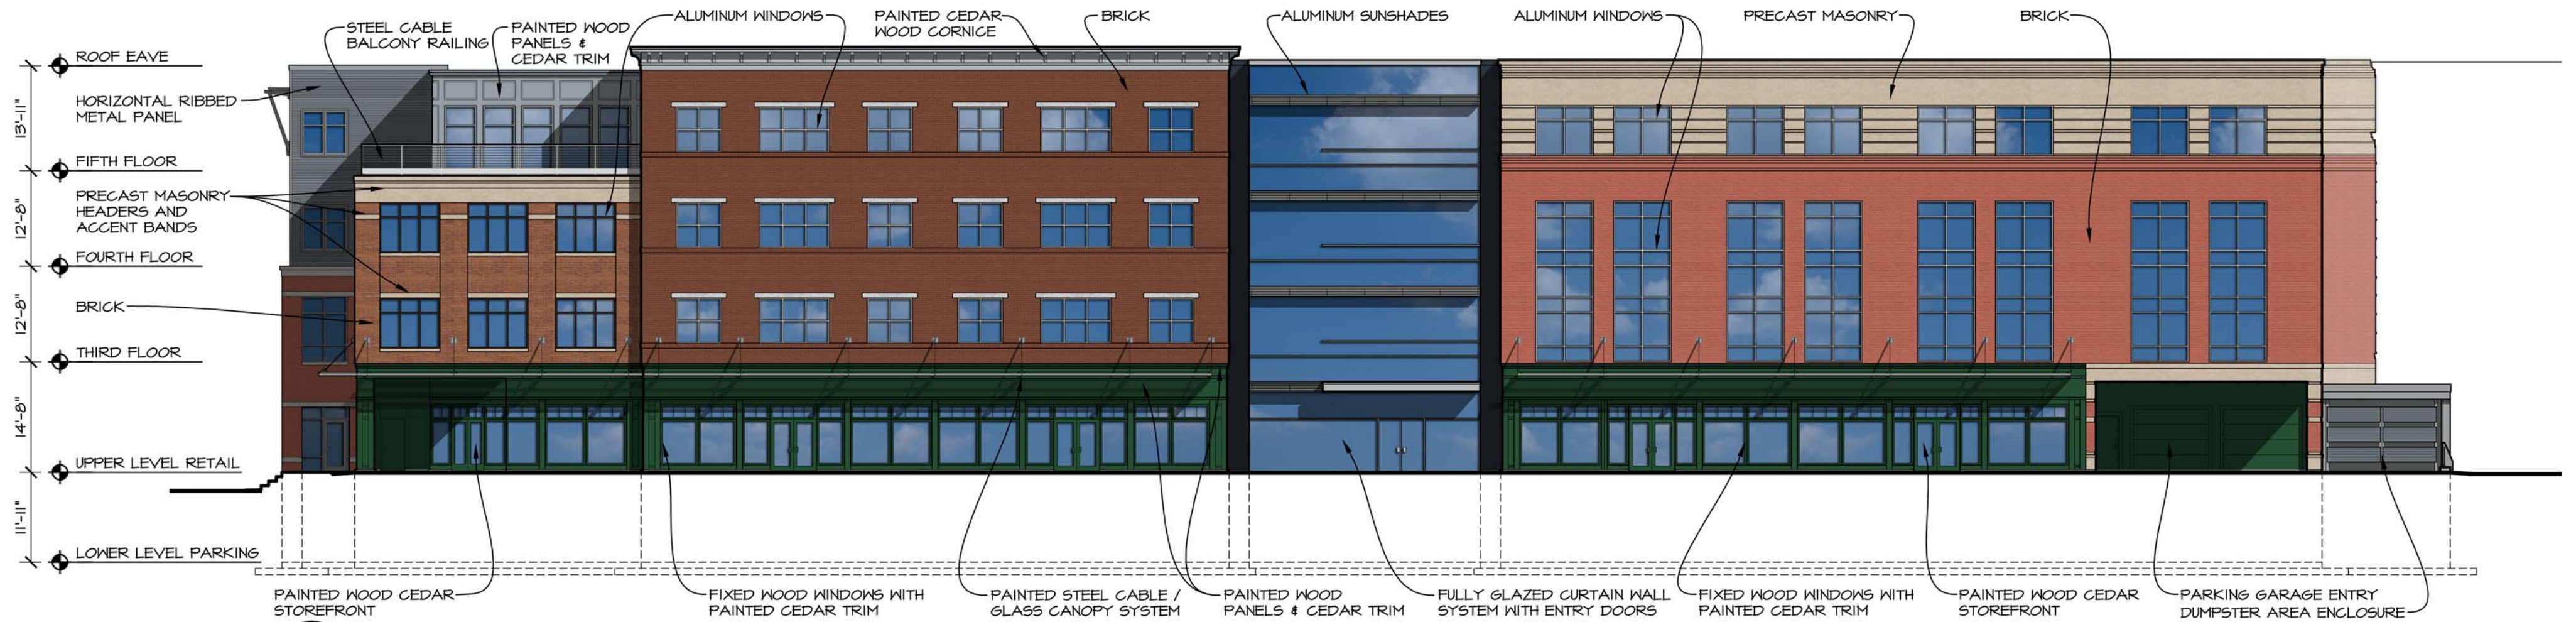 STEEL CABLE
BALCONY RAILING
PAINTED WOOD
PANELS &
CEDAR TRIM
ALUMINUM WINDOWS
PAINTED CEDAR
WOOD CORNICE
BRICK
ALUMINUM SUNSHADES
ALUMINUM WINDOWS
PRECAST MASONRY
BRICK
ROOF EAVE
HORIZONTAL RIBBED
METAL PANEL
13'-11"
FIFTH FLOOR
PRECAST MASONRY
HEADERS AND
ACCENT BANDS
12'-8"
FOURTH FLOOR
BRICK
12'-8"
THIRD FLOOR
14'-8"
UPPER LEVEL RETAIL
11'-11"
LOWER LEVEL PARKING
PAINTED WOOD CEDAR
STOREFRONT
FIXED WOOD WINDOWS WITH
PAINTED CEDAR TRIM
PAINTED STEEL CABLE /
GLASS CANOPY SYSTEM
PAINTED WOOD
PANELS & CEDAR TRIM
FULLY GLAZED CURTAIN WALL
SYSTEM WITH ENTRY DOORS
FIXED WOOD WINDOWS WITH
PAINTED CEDAR TRIM
PAINTED WOOD CEDAR
STOREFRONT
PARKING GARAGE ENTRY
DUMPSTER AREA ENCLOSURE